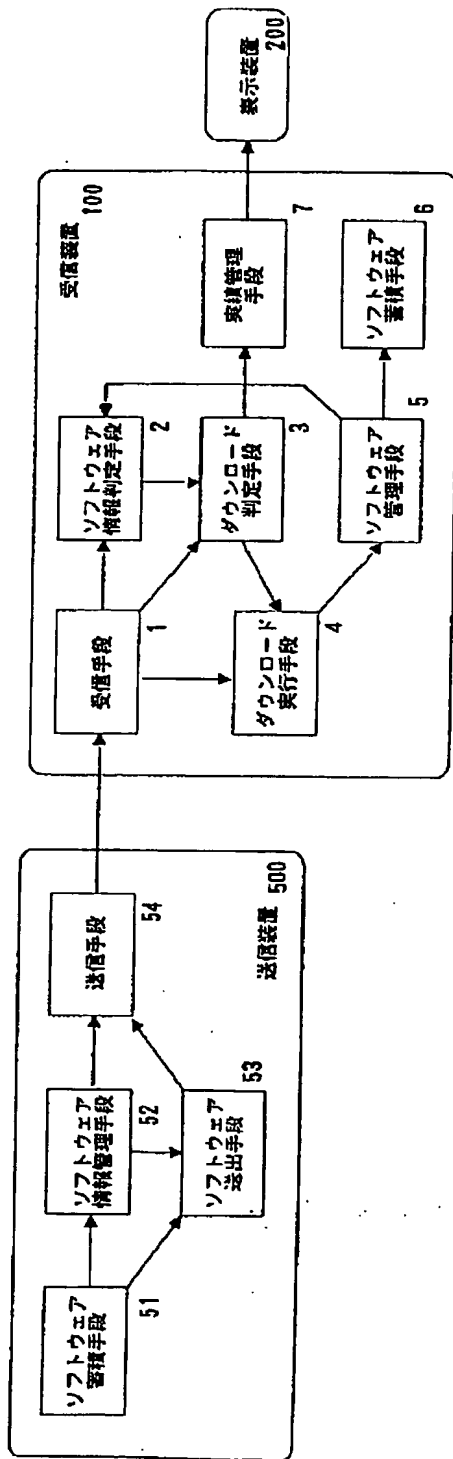 ソフトウェア
蓄積手段
51
ソフトウェア
情報管理手段
52
ソフトウェア
送出手段
53
送信手段
54
送信装置
500
受信装置
100
受信手段
1
ソフトウェア
情報判定手段
2
ダウンロード
判定手段
3
ダウンロード
実行手段
4
ソフトウェア
管理手段
5
ソフトウェア
蓄積手段
6
実績管理
手段
7
表示装置
200